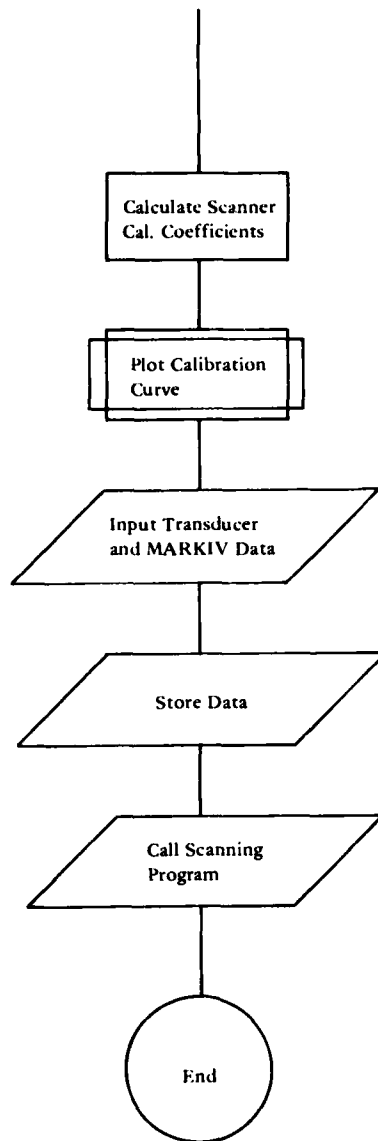 Calculate Scanner
Cal. Coefficients
Plot Calibration
Curve
Input Transducer
and MARKIV Data
Store Data
Call Scanning
Program
End